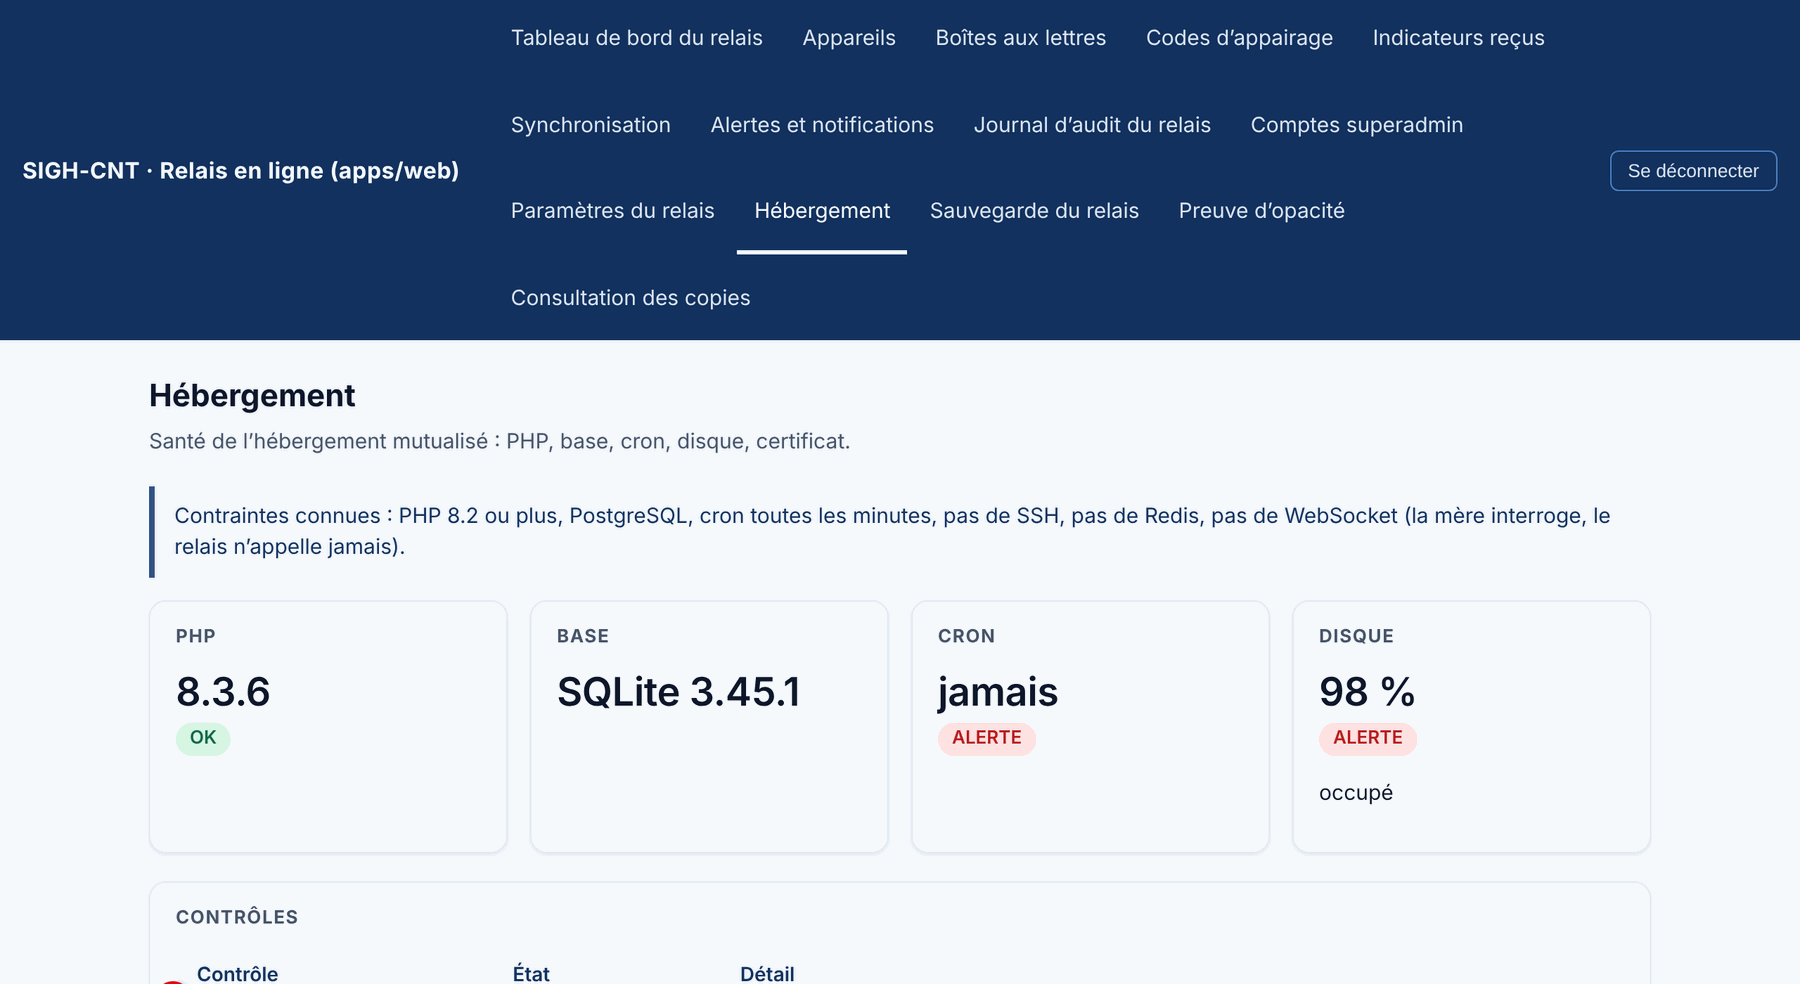 Tableau de bord du relais Appareils Boîtes aux lettres Codes d’appairage Indicateurs reçus
Synchronisation Alertes et notifications Journal d’audit du relais Comptes superadmin
SIGH-CNT · Relais en ligne (apps/web)
Se déconnecter
Paramètres du relais Hébergement Sauvegarde du relais Preuve d’opacité
Consultation des copies
Hébergement
Santé de l’hébergement mutualisé : PHP, base, cron, disque, certificat.
Contraintes connues : PHP 8.2 ou plus, PostgreSQL, cron toutes les minutes, pas de SSH, pas de Redis, pas de WebSocket (la mère interroge, le
relais n’appelle jamais).
PHP
8.3.6
OK
BASE
SQLite 3.45.1
CRON
jamais
ALERTE
DISQUE
98 %
ALERTE
occupé
CONTRÔLES
Contrôle État Détail